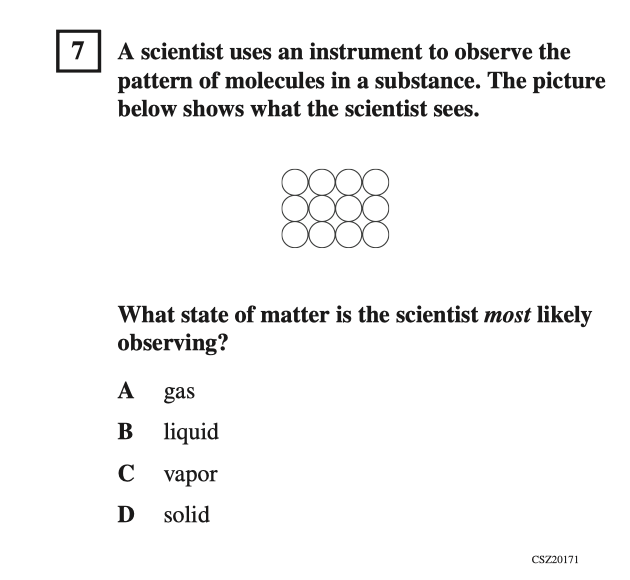 7 A scientist uses an instrument to observe the
pattern of molecules in a substance. The picture
below shows what the scientist sees.
What state of matter is the scientist most likely
observing?
A gas
B liquid
C vapor
D solid
CSZ20171